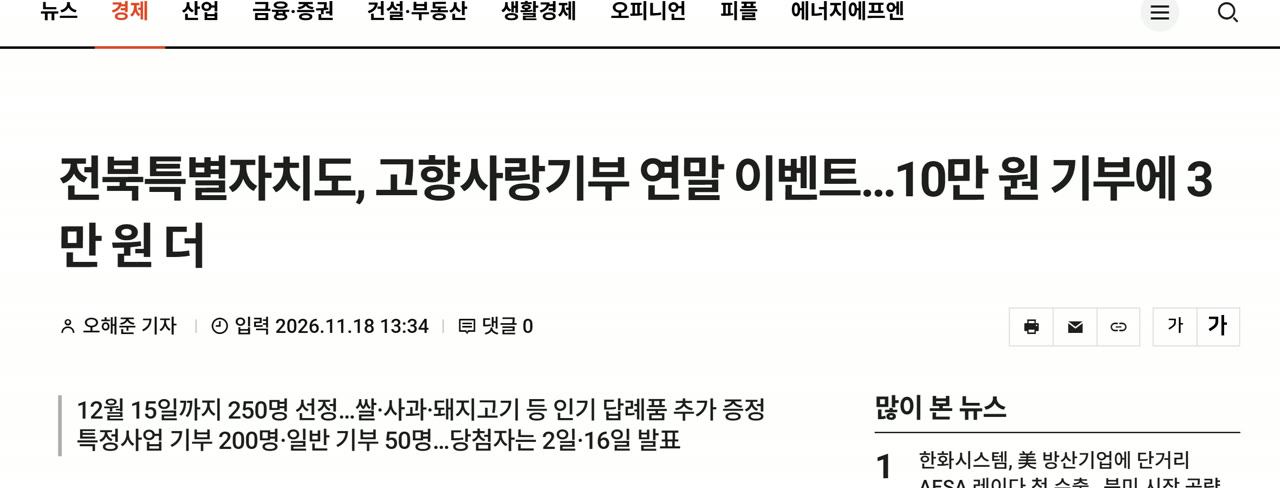 뉴스 경제 산업 금융·증권 건설·부동산 생활경제 오피니언 피플 에너지에프엔
전북특별자치도, 고향사랑기부 연말 이벤트...10만 원 기부에 3
만 원 더
오해준 기자 입력 2026.11.18 13:34 댓글 0
가 가
12월 15일까지 250명 선정...쌀·사과·돼지고기 등 인기 답례품 추가 증정
특정사업 기부 200명·일반 기부 50명...당첨자는 2일·16일 발표
많이 본 뉴스
1 한화시스템, 美 방산기업에 단거리
AESA 레이다 첫 수출